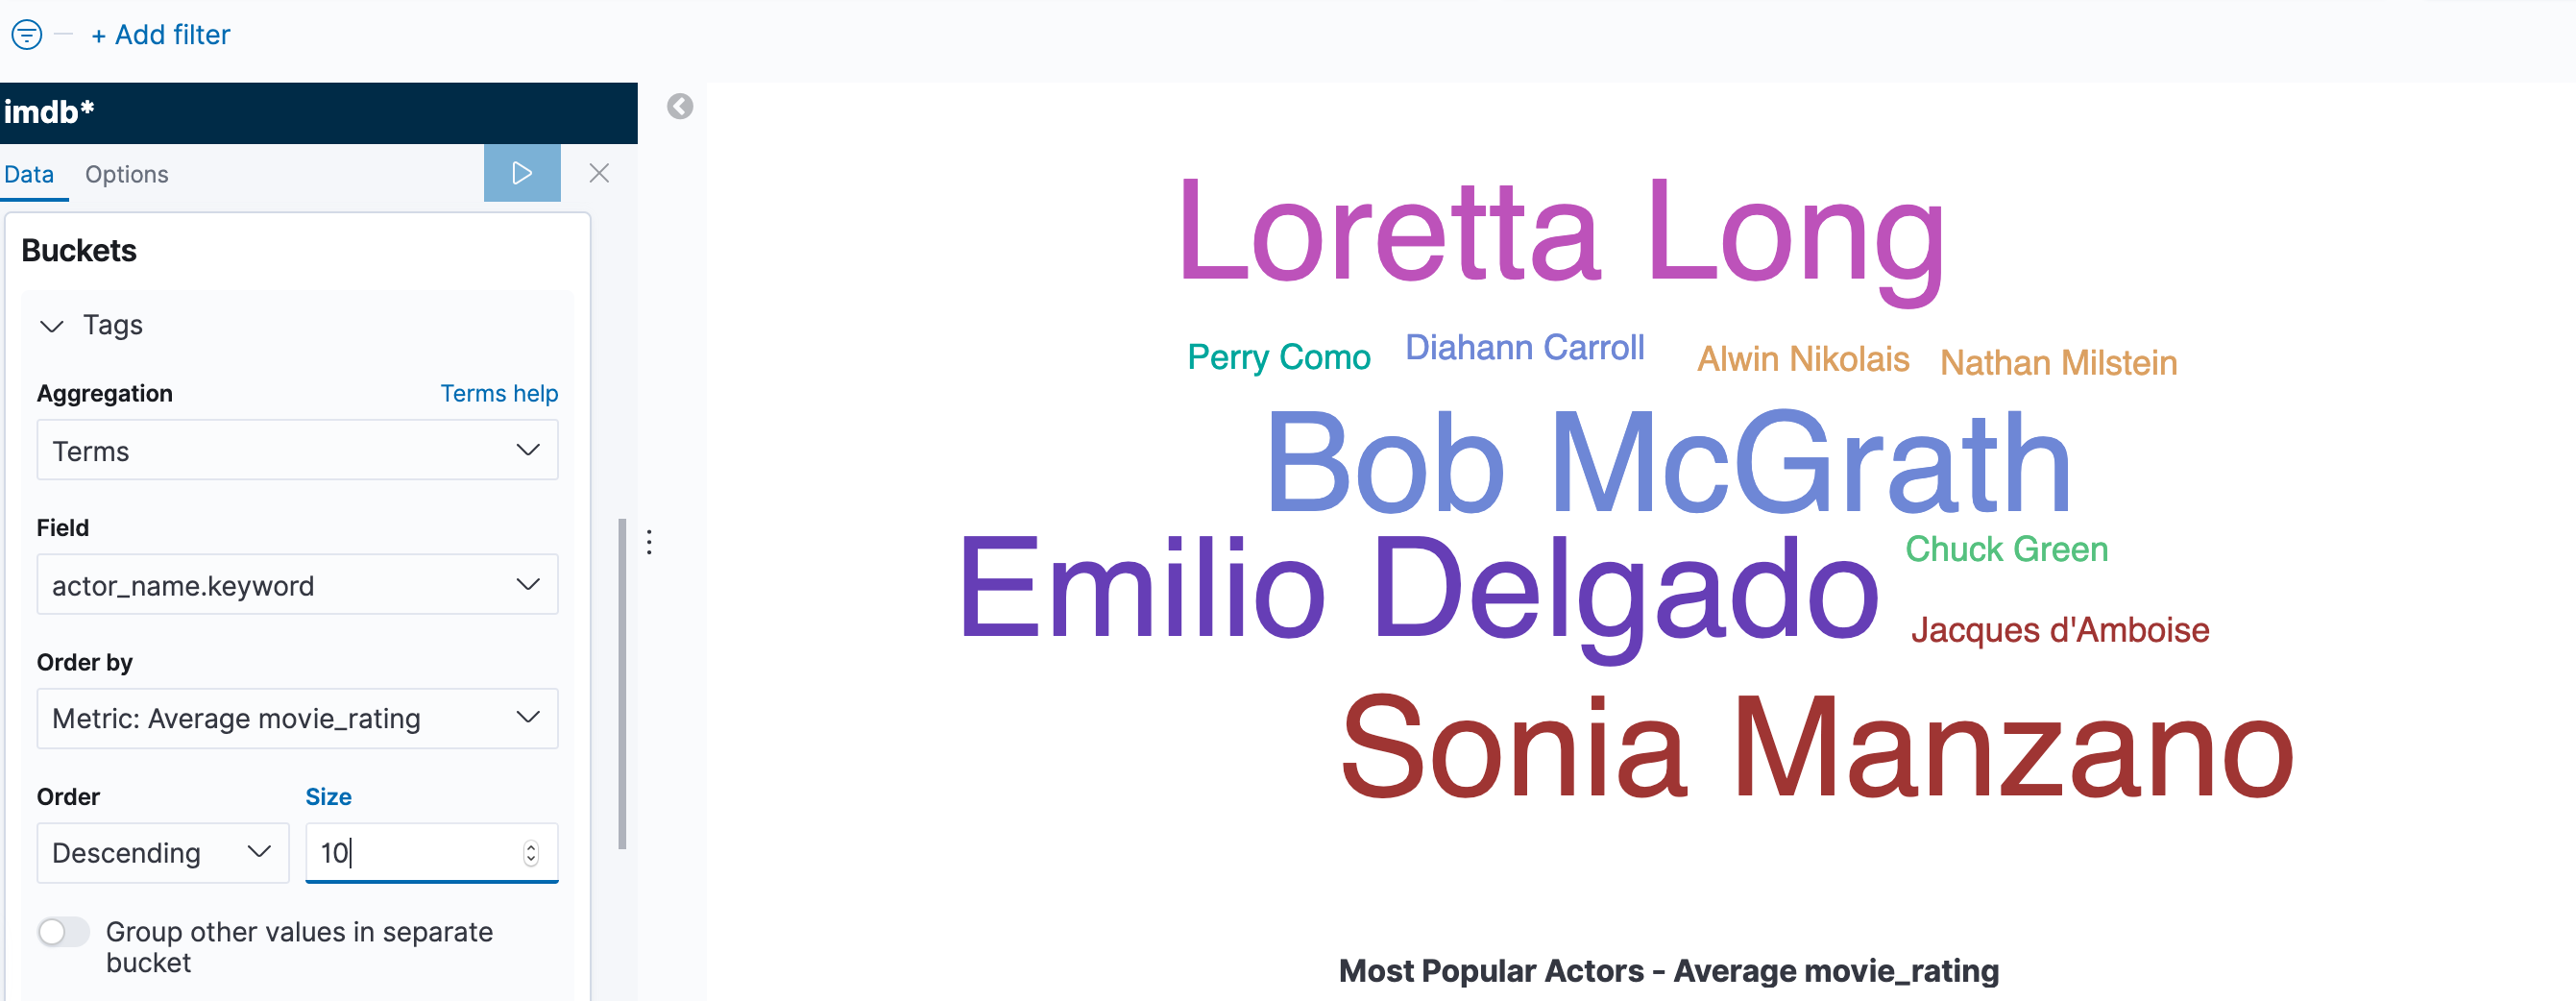 + Add filter
imdb*
Data Options
Buckets
Tags
Aggregation Terms help
Terms
Field
actor_name.keyword
Order by
Metric: Average movie_rating
Order Size
Descending 10
Group other values in separate
bucket
Loretta Long
Perry Como Diahann Carroll Alwin Nikolais Nathan Milstein
Bob McGrath
Emilio Delgado Chuck Green
Jacques d'Amboise
Sonia Manzano
Most Popular Actors - Average movie_rating